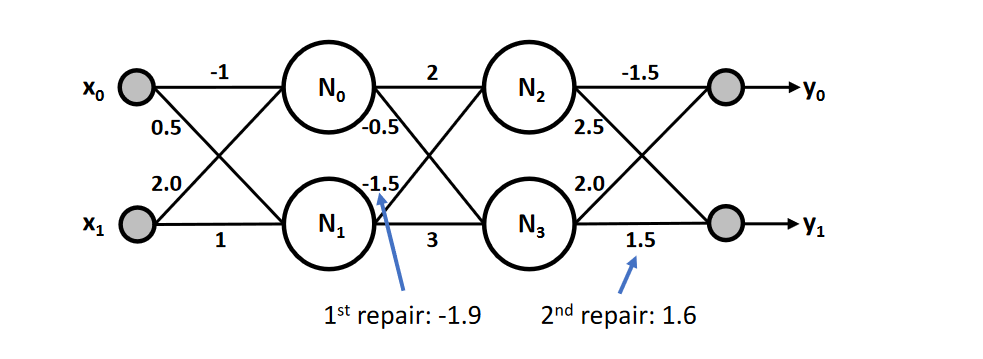 -1 2 -1.5
x0 N0 N2 y0
0.5 -0.5 2.5
2.0 -1.5 2.0
x1 N1 N3 y1
1 3 1.5
1st repair: -1.9 2nd repair: 1.6